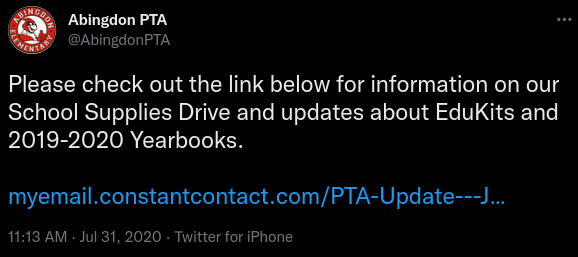 ABINGDON
ELEMENTARY
Abingdon PTA
@AbingdonPTA
Please check out the link below for information on our
School Supplies Drive and updates about EduKits and
2019-2020 Yearbooks.
myemail.constantcontact.com/PTA-Update---J...
11:13 AM · Jul 31, 2020 · Twitter for iPhone